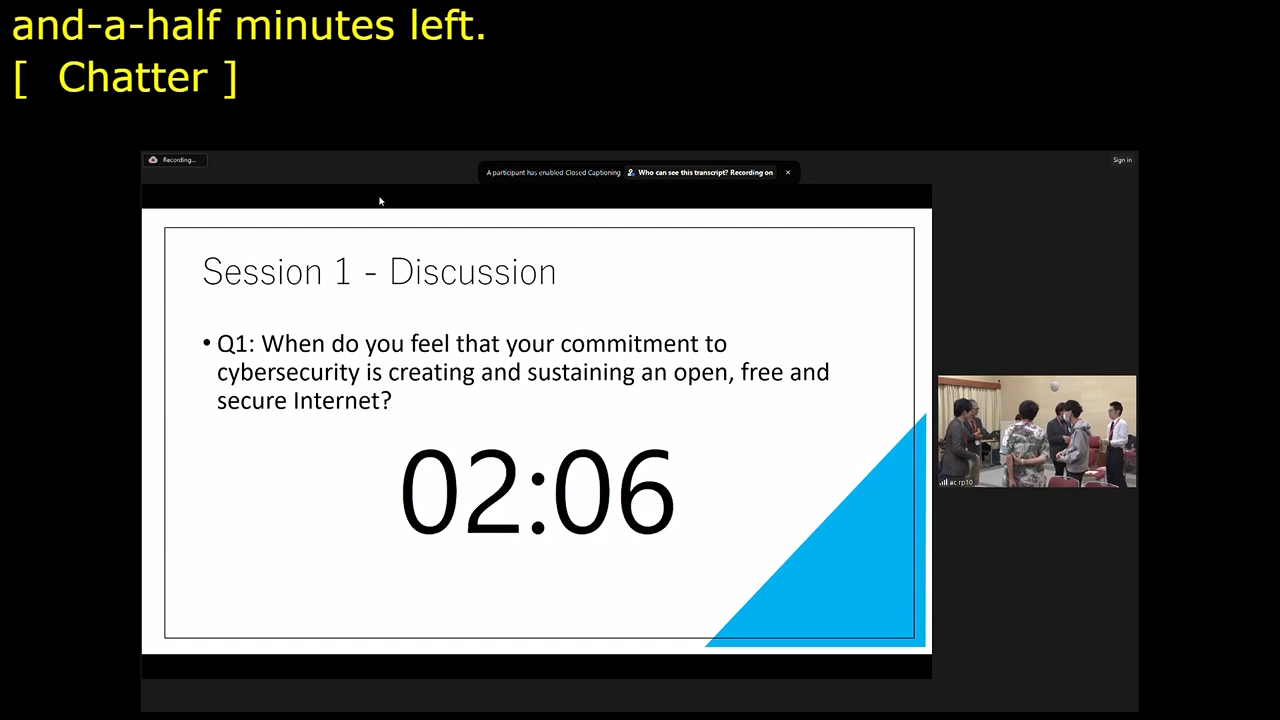 and-a-half minutes left.
[ Chatter ]
Recording...
A participant has enabled Closed Captioning
Who can see this transcript? Recording on
Sign in
Session 1 - Discussion
• Q1: When do you feel that your commitment to
cybersecurity is creating and sustaining an open, free and
secure Internet?
02:06
ac rp10